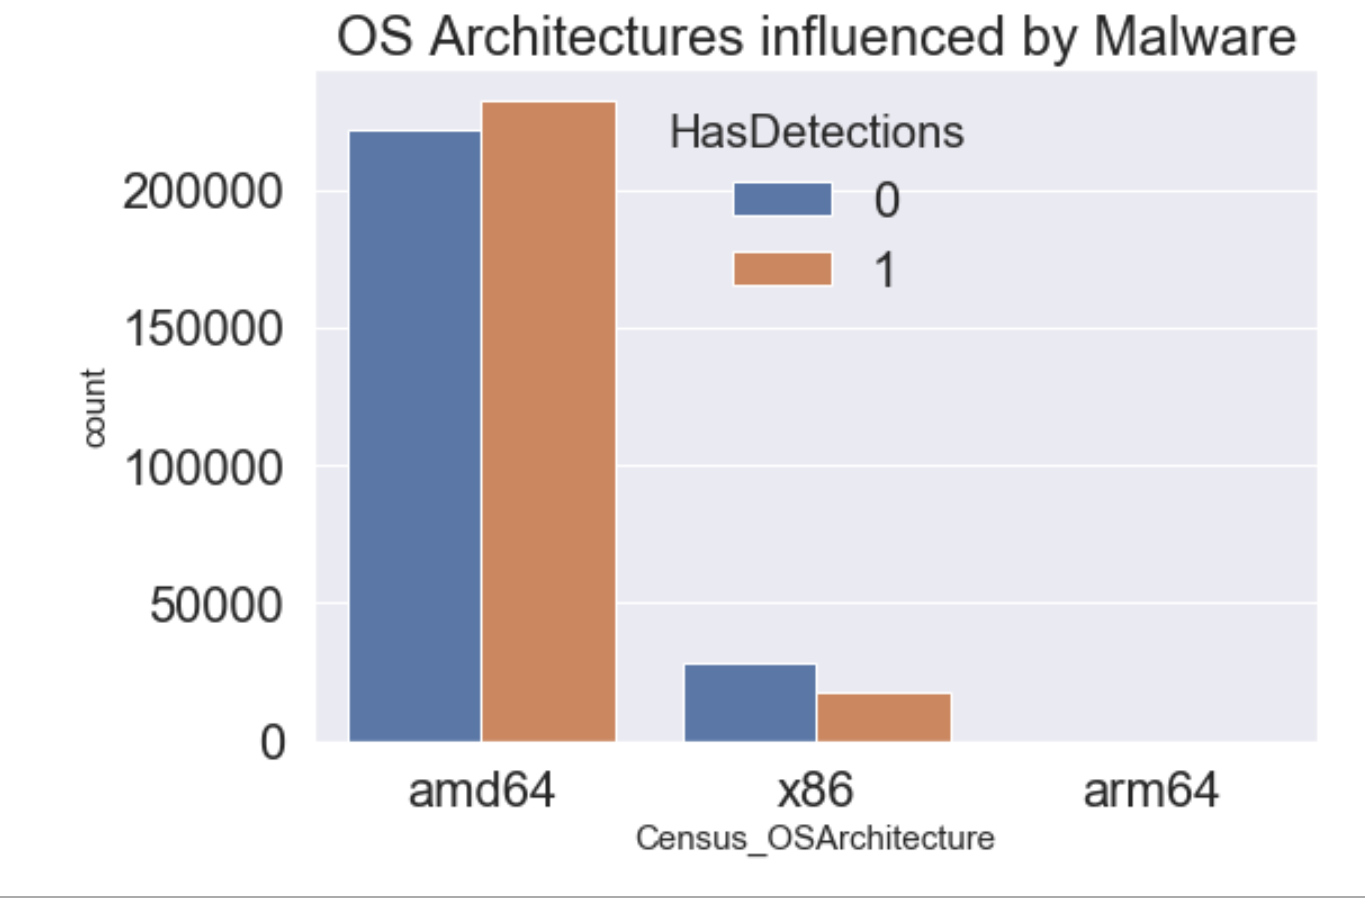 OS Architectures influenced by Malware
HasDetections
0
1
200000
150000
100000
50000
0
count
amd64 x86 arm64
Census_OSArchitecture